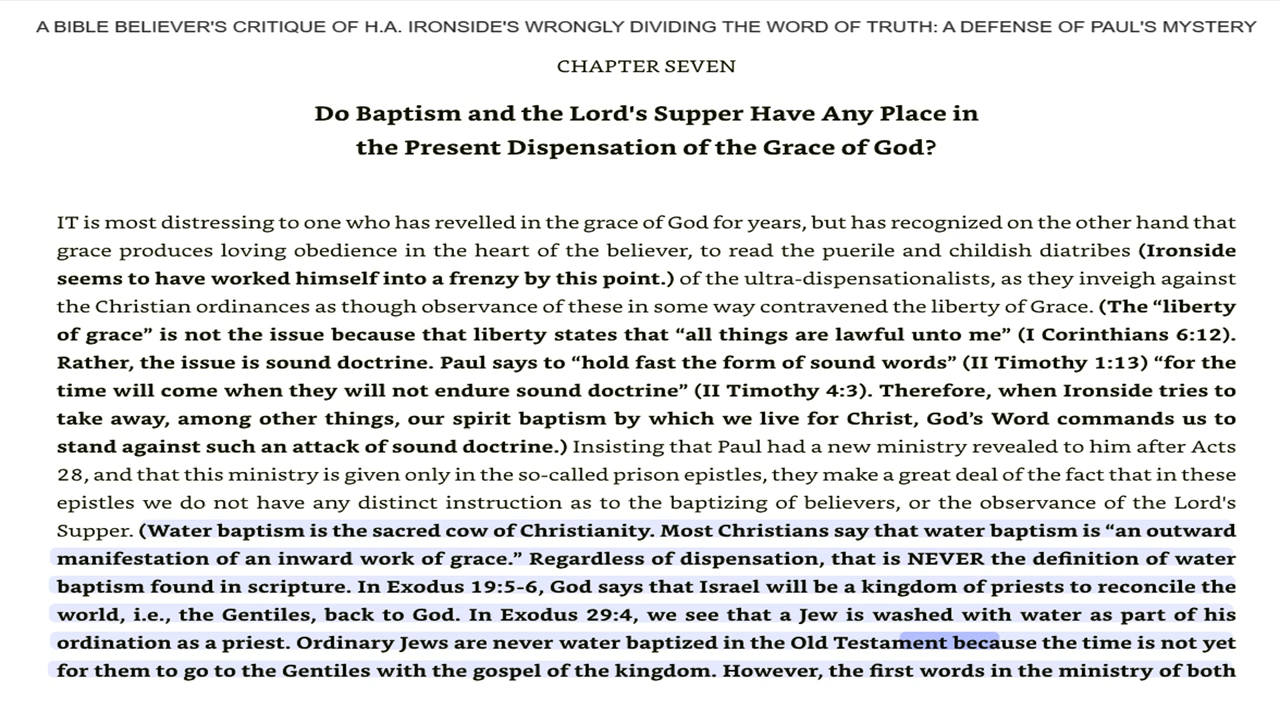 A BIBLE BELIEVER'S CRITIQUE OF H.A. IRONSIDE'S WRONGLY DIVIDING THE WORD OF TRUTH: A DEFENSE OF PAUL'S MYSTERY
CHAPTER SEVEN
Do Baptism and the Lord's Supper Have Any Place in
the Present Dispensation of the Grace of God?
IT is most distressing to one who has revelled in the grace of God for years, but has recognized on the other hand that
grace produces loving obedience in the heart of the believer, to read the puerile and childish diatribes (Ironside
seems to have worked himself into a frenzy by this point.) of the ultra-dispensationalists, as they inveigh against
the Christian ordinances as though observance of these in some way contravened the liberty of Grace. (The “liberty
of grace” is not the issue because that liberty states that “all things are lawful unto me” (I Corinthians 6:12).
Rather, the issue is sound doctrine. Paul says to “hold fast the form of sound words” (II Timothy 1:13) “for the
time will come when they will not endure sound doctrine” (II Timothy 4:3). Therefore, when Ironside tries to
take away, among other things, our spirit baptism by which we live for Christ, God’s Word commands us to
stand against such an attack of sound doctrine.) Insisting that Paul had a new ministry revealed to him after Acts
28, and that this ministry is given only in the so-called prison epistles, they make a great deal of the fact that in these
epistles we do not have any distinct instruction as to the baptizing of believers, or the observance of the Lord's
Supper. (Water baptism is the sacred cow of Christianity. Most Christians say that water baptism is “an outward
manifestation of an inward work of grace.” Regardless of dispensation, that is NEVER the definition of water
baptism found in scripture. In Exodus 19:5-6, God says that Israel will be a kingdom of priests to reconcile the
world, i.e., the Gentiles, back to God. In Exodus 29:4, we see that a Jew is washed with water as part of his
ordination as a priest. Ordinary Jews are never water baptized in the Old Testament because the time is not yet
for them to go to the Gentiles with the gospel of the kingdom. However, the first words in the ministry of both